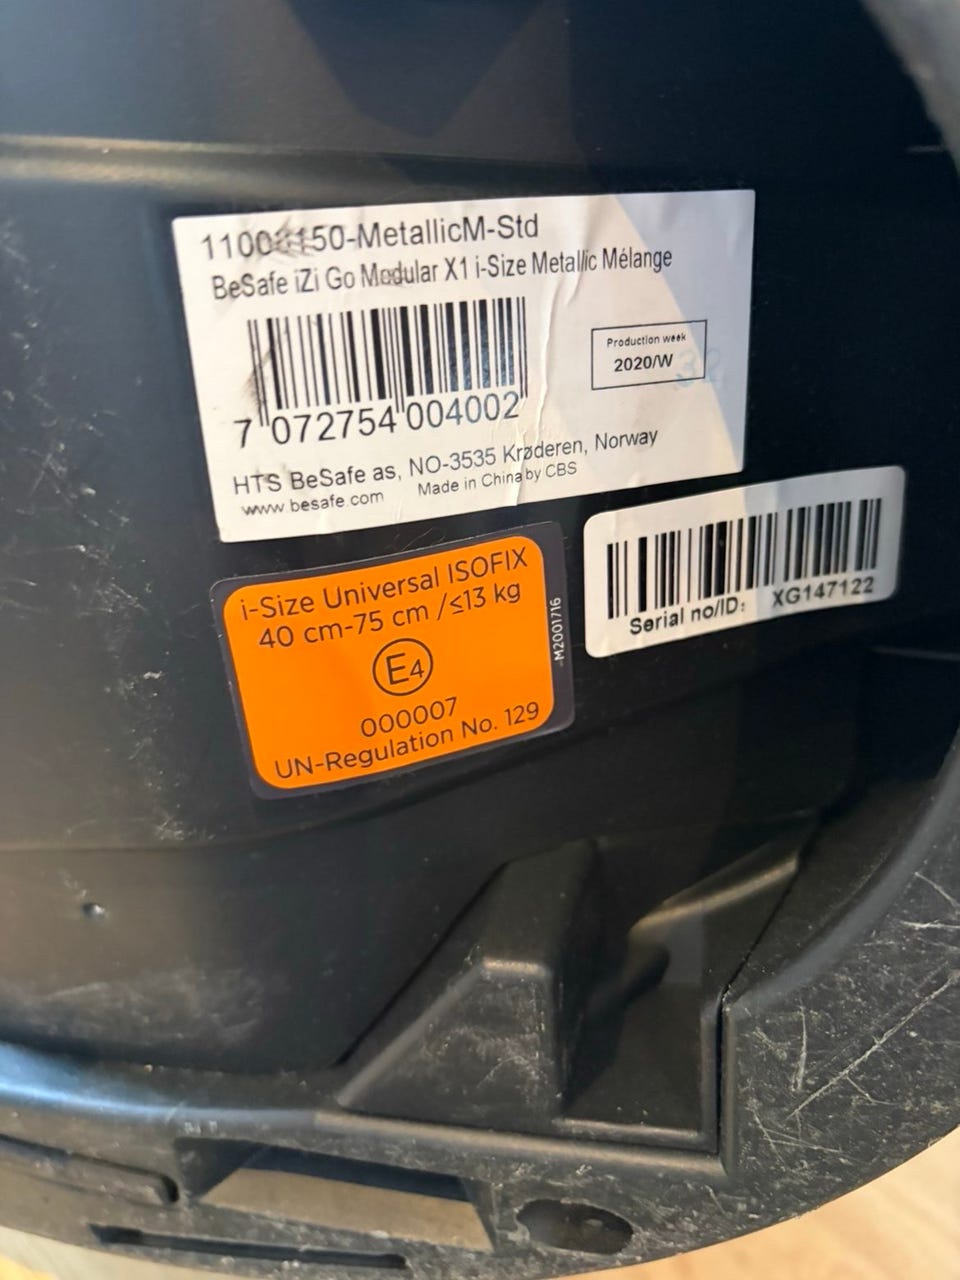 11008150-MetallicM-Std
BeSafe iZi Go Modular X1 i-Size Metallic Mélange
Production week
2020/W 32
7 072754 004002
HTS BeSafe as, NO-3535 Krøderen, Norway
www.besafe.com Made in China by CBS
i-Size Universal ISOFIX
40 cm-75 cm /≤13 kg
E4
000007
UN-Regulation No. 129
M2001716
Serial no/ID: XG147122